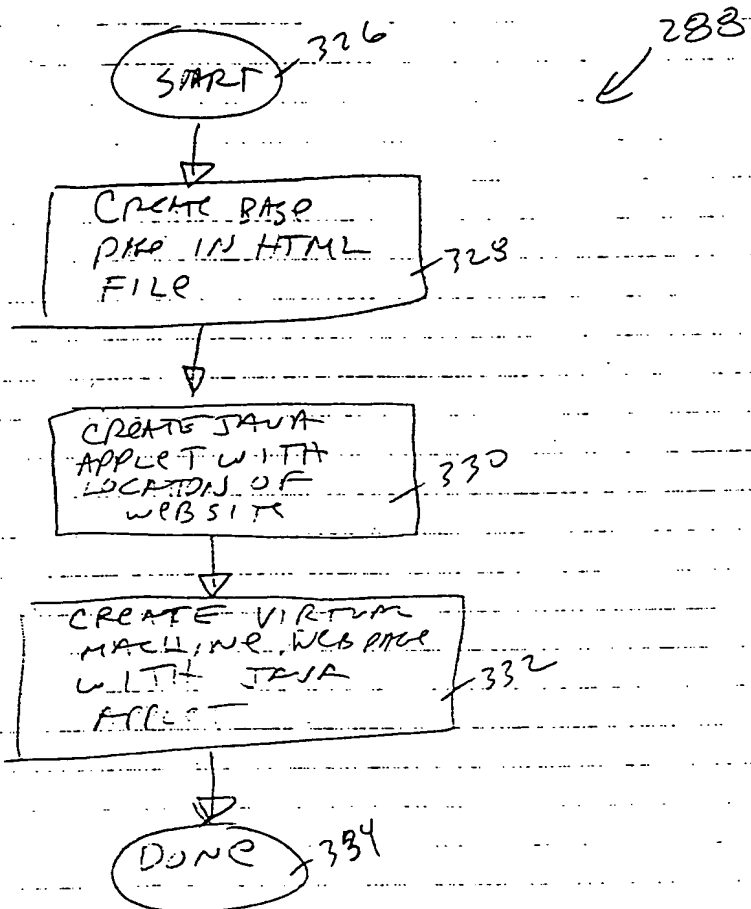 288
START 326
CREATE BASE
PAGE IN HTML
FILE
328
CREATE JAVA
APPLET WITH
LOCATION OF
WEBSITE
330
CREATE VIRTUAL
MACHINE WEB PAGE
WITH JAVA
APPLET
332
DONE 334